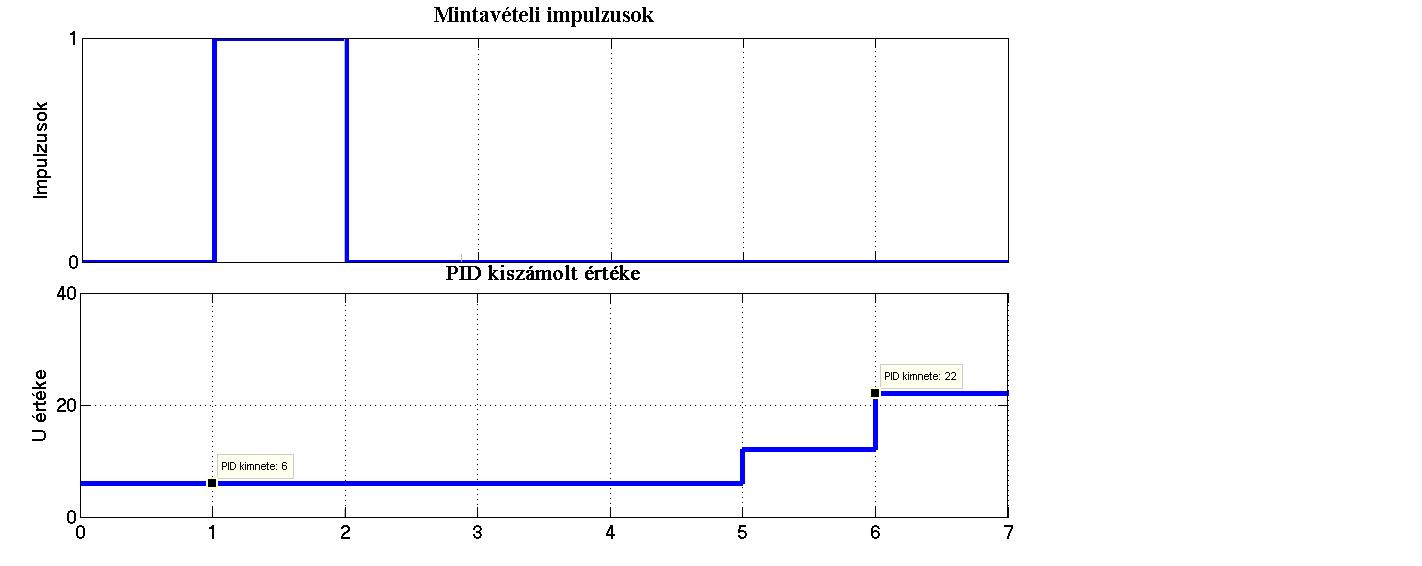 Mintavételi impulzusok
1
Impulzusok
0
PID kiszámolt értéke
40
PID kimnete: 22
U értéke
20
PID kimnete: 6
0
0 1 2 3 4 5 6 7